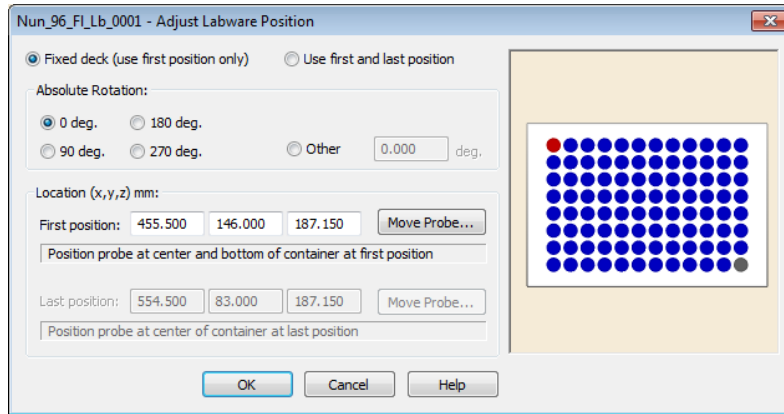 Nun_96_Fl_Lb_0001 - Adjust Labware Position
Fixed deck (use first position only) Use first and last position
Absolute Rotation:
0 deg. 180 deg.
90 deg. 270 deg. Other 0.000 deg.
Location (x,y,z) mm:
First position: 455.500 146.000 187.150 Move Probe...
Position probe at center and bottom of container at first position
Last position: 554.500 83.000 187.150 Move Probe...
Position probe at center of container at last position
OK Cancel Help